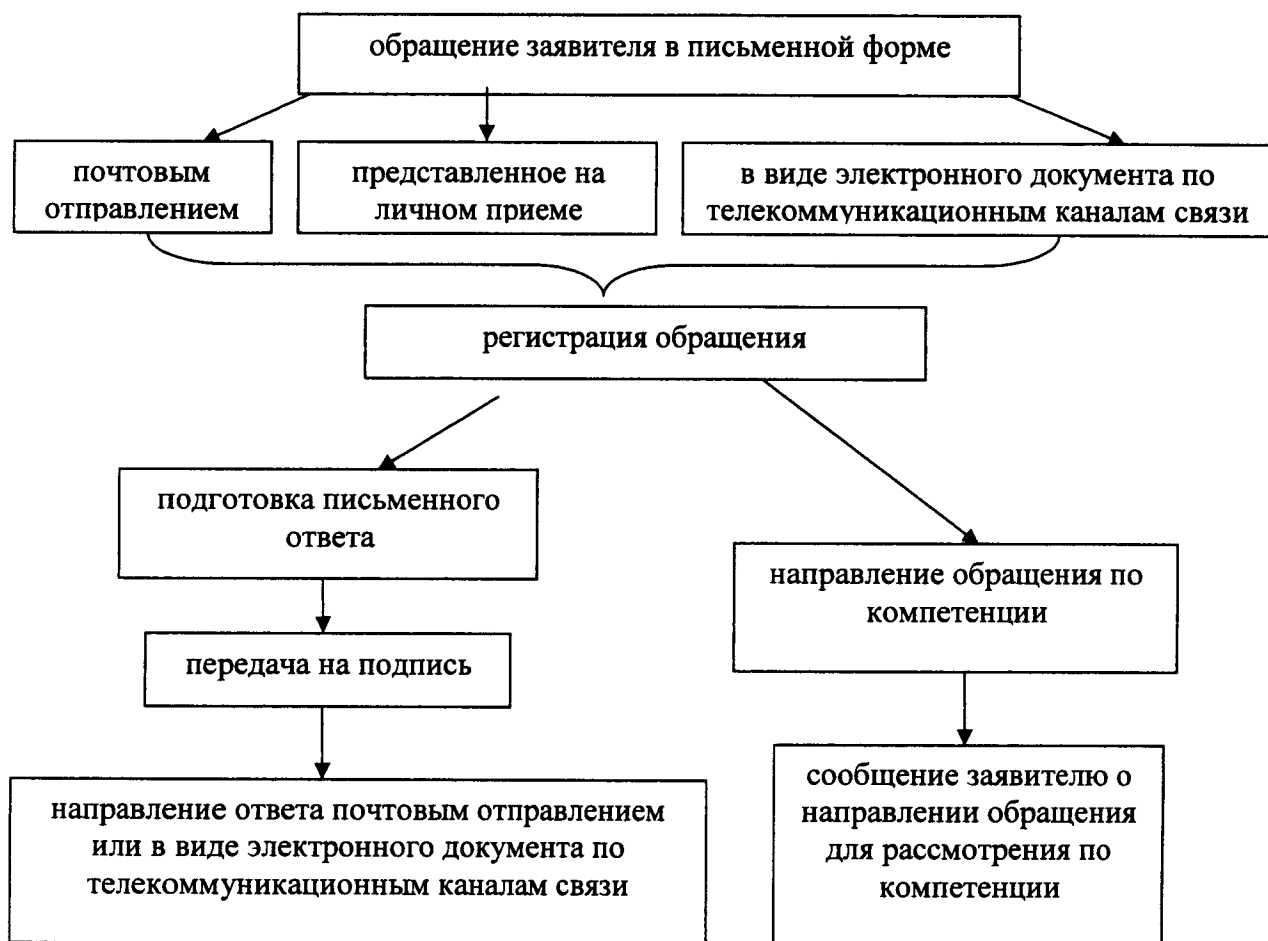 обращение заявителя в письменной форме
почтовым
отправлением
представленное на
личном приеме
в виде электронного документа по
телекоммуникационным каналам связи
регистрация обращения
подготовка письменного
ответа
направление обращения по
компетенции
передача на подпись
направление ответа почтовым отправлением
или в виде электронного документа по
телекоммуникационным каналам связи
сообщение заявителю о
направлении обращения
для рассмотрения по
компетенции